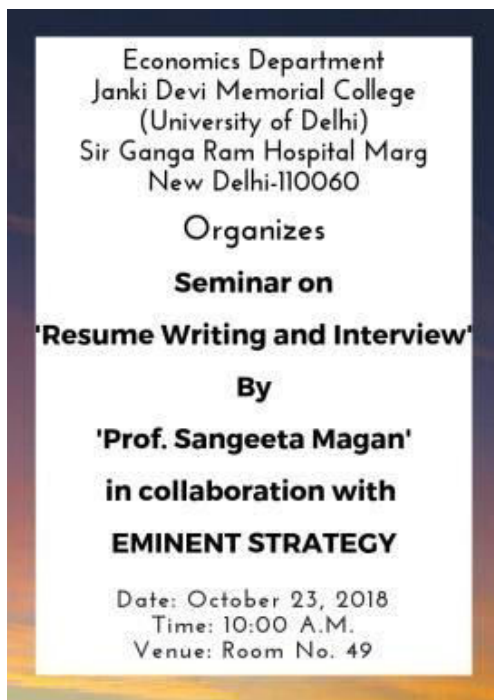 Economics Department
Janki Devi Memorial College
(University of Delhi)
Sir Ganga Ram Hospital Marg
New Delhi-110060
Organizes
Seminar on
'Resume Writing and Interview'
By
'Prof. Sangeeta Magan'
in collaboration with
EMINENT STRATEGY
Date: October 23, 2018
Time: 10:00 A.M.
Venue: Room No. 49